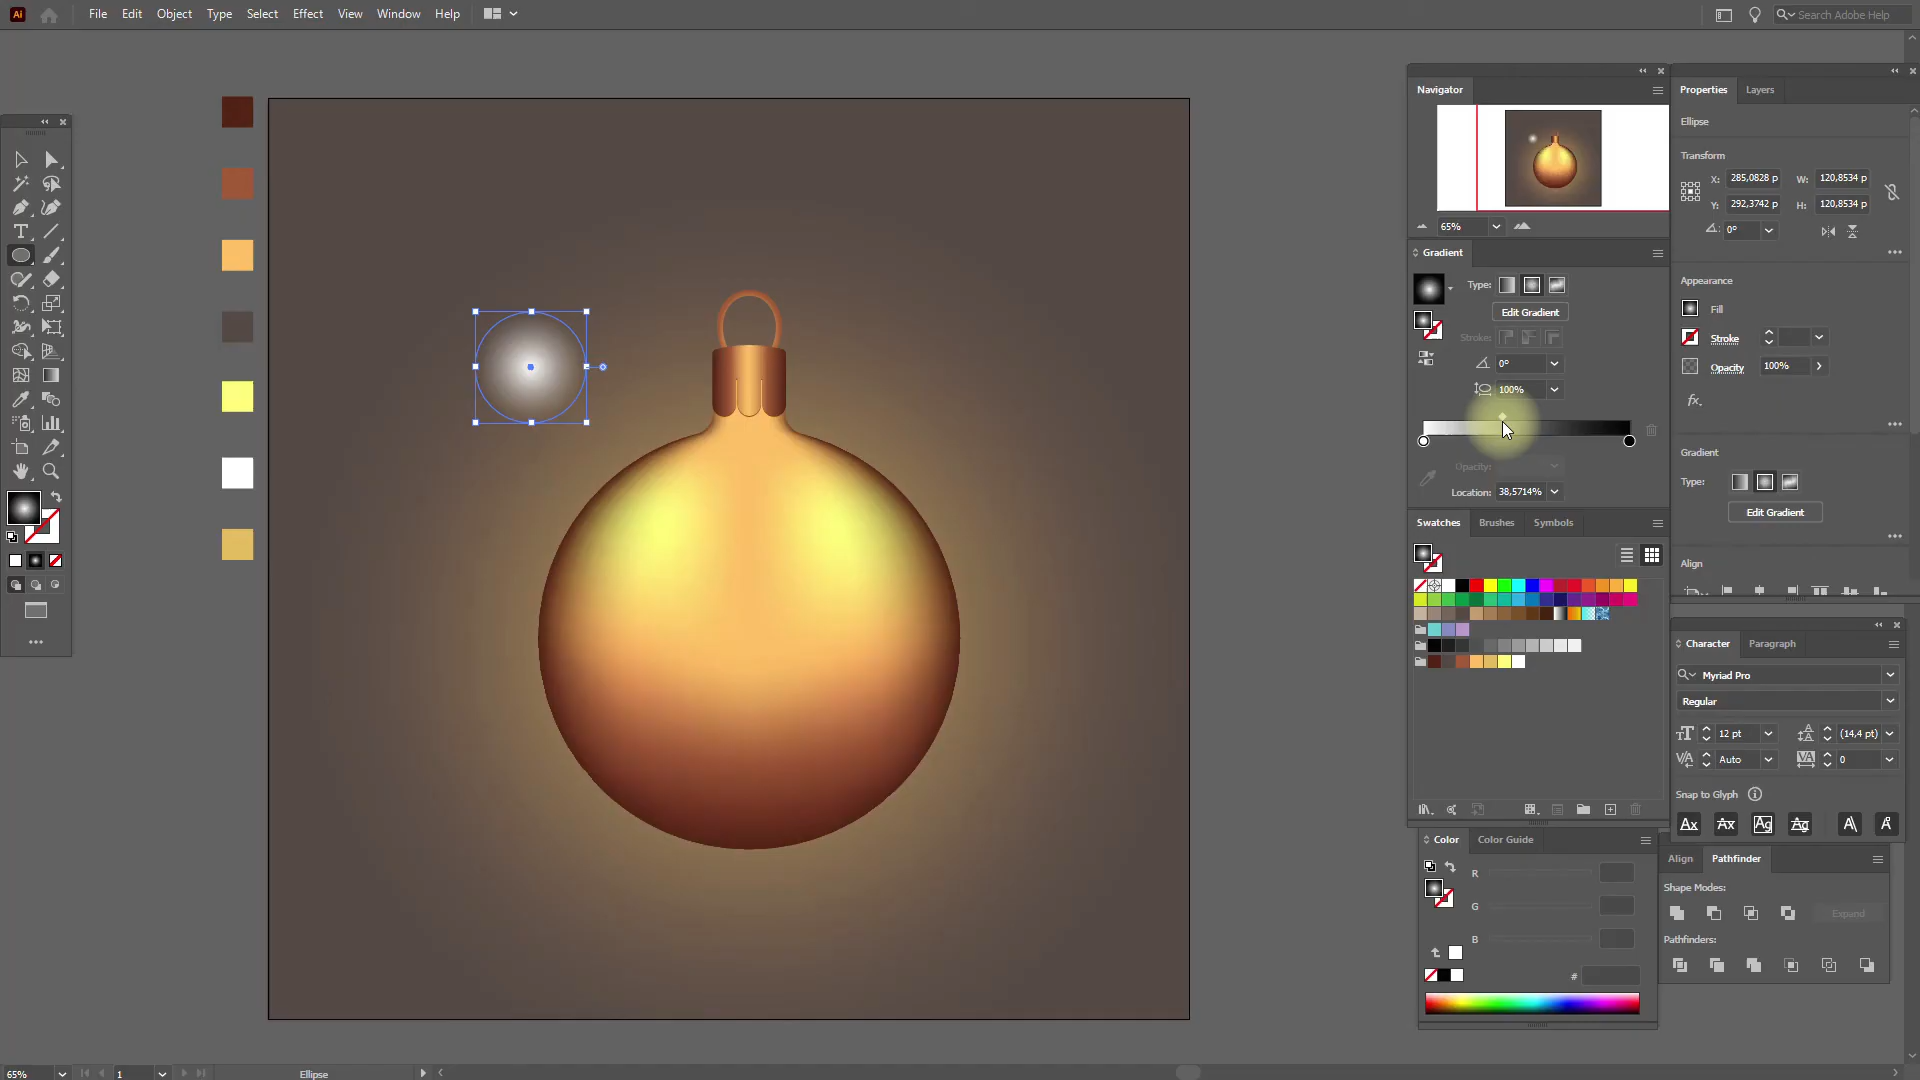 Ai File Edit Object Type Select Effect View Window Help
Search Adobe Help
Navigator
65%
Gradient
Type:
Edit Gradient
Stroke:
0°
100%
Opacity:
Location: 38,5714%
Swatches Brushes Symbols
Color Color Guide
R
G
B
#
Properties Layers
Ellipse
Transform
X: 285,0828 p W: 120,8534 p
Y: 292,3742 p H: 120,8534 p
0°
Appearance
Fill
Stroke
Opacity 100%
fx.
Gradient
Type:
Edit Gradient
Align
Character Paragraph
Myriad Pro
Regular
12 pt (14,4 pt)
Auto 0
Snap to Glyph
Ax Ax Ag Ag A A
Align Pathfinder
Shape Modes:
Expand
Pathfinders:
65% 1 Ellipse